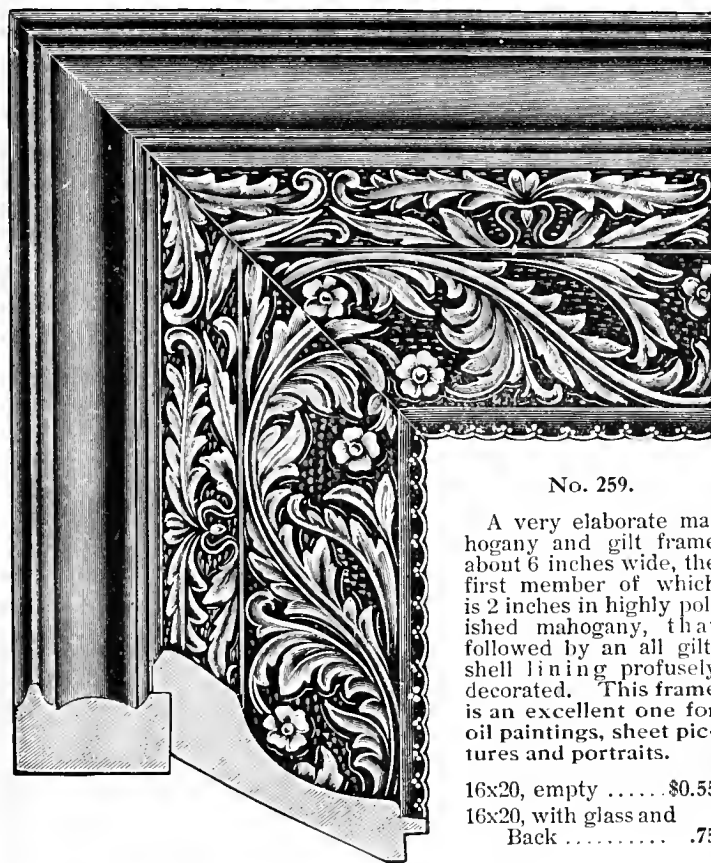 No. 259.
A very elaborate ma
hogany and gilt frame
about 6 inches wide, the
first member of which
is 2 inches in highly pol
ished mahogany, that
followed by an all gilt
shell lining profusely
decorated. This frame
is an excellent one for
oil paintings, sheet pic-
tures and portraits.
16x20, empty ......$0.55
16x20, with glass and
Back .......... .75